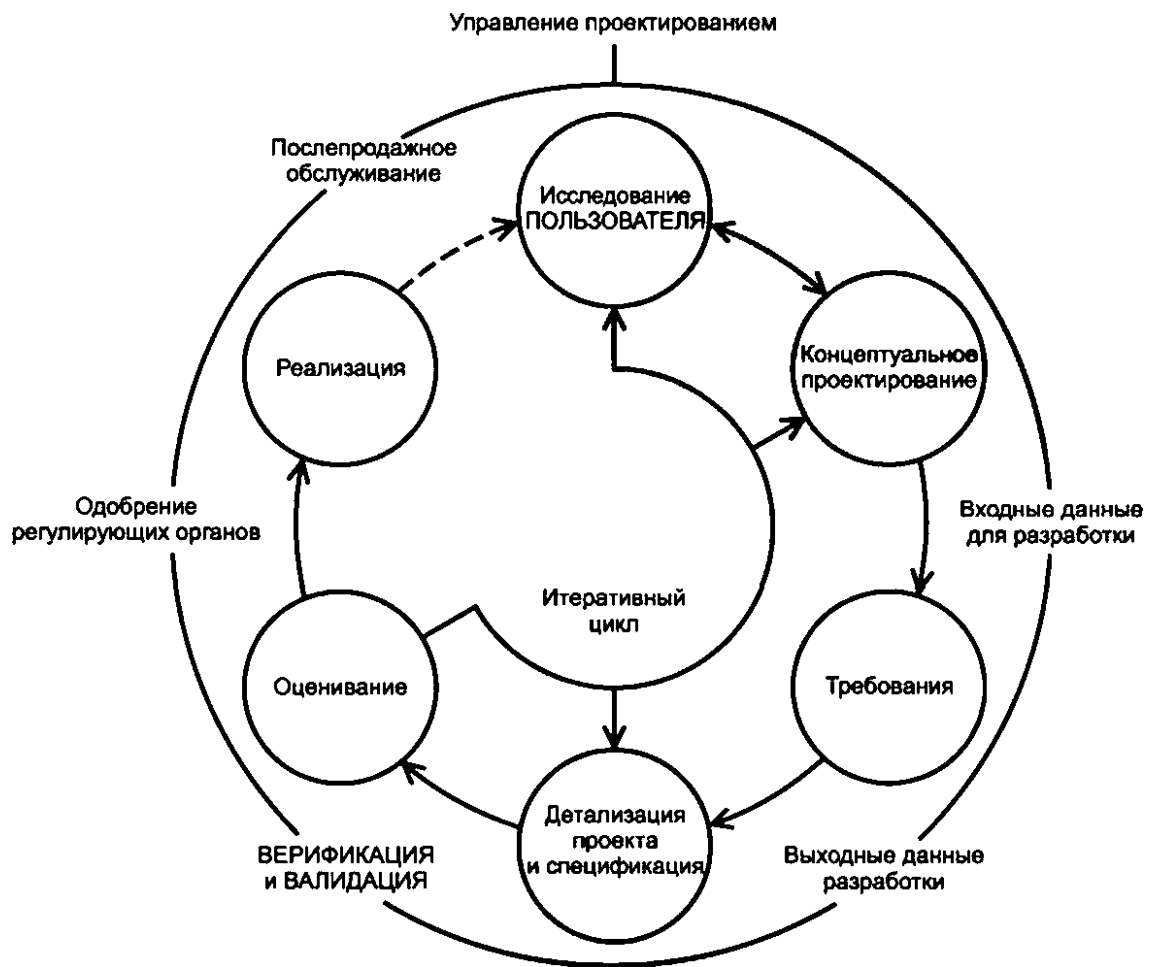 Управление проектированием
Послепродажное
обслуживание
Исследование
ПОЛЬЗОВАТЕЛЯ
Реализация
Концептуальное
проектирование
Одобрение
регулирующих органов
Входные данные
для разработки
Итеративный
цикл
Оценивание
Требования
Детализация
проекта
и спецификация
ВЕРИФИКАЦИЯ
и ВАЛИДАЦИЯ
Выходные данные
разработки